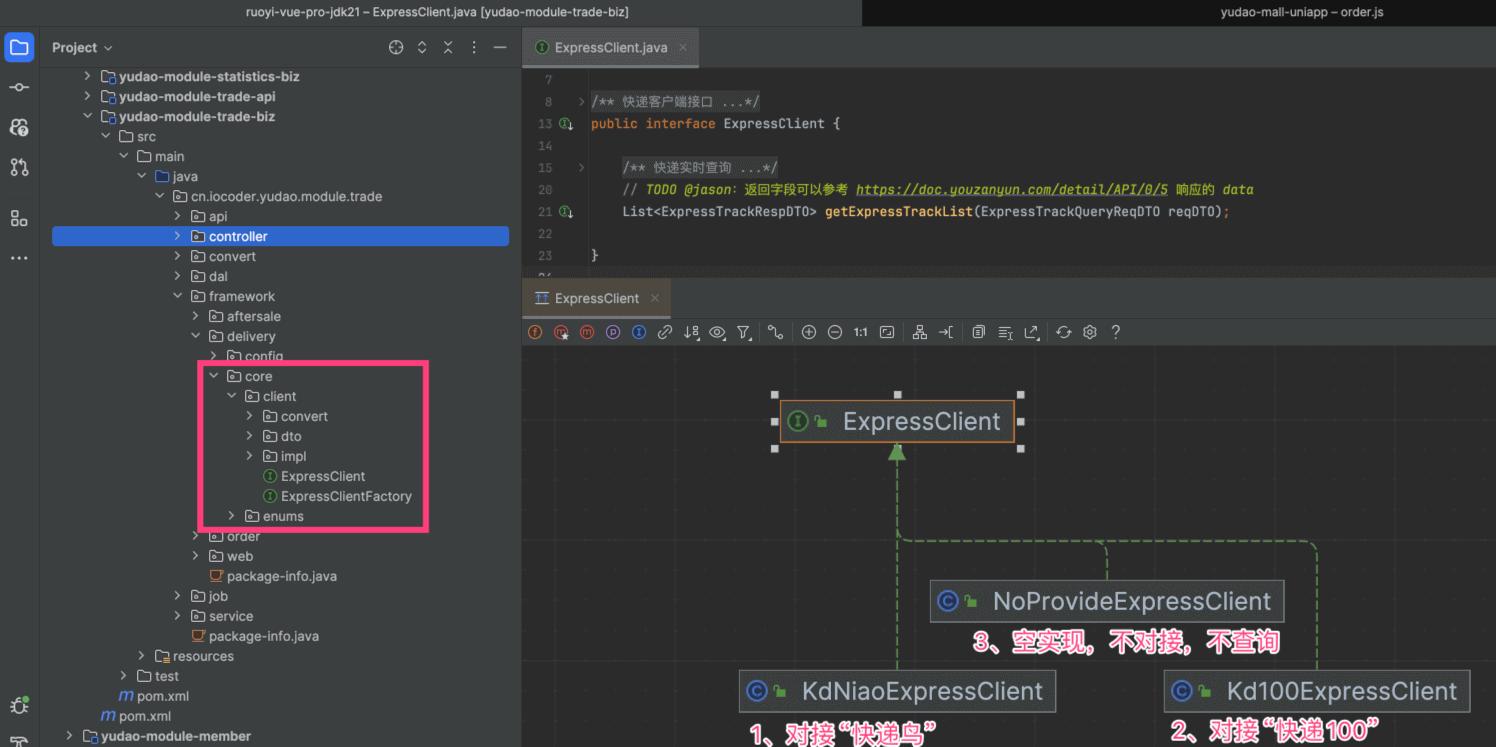 ruoyi-vue-pro-jdk21 – ExpressClient.java [yudao-module-trade-biz]
yudao-mall-uniapp – order.js
Project
yudao-module-statistics-biz
yudao-module-trade-api
yudao-module-trade-biz
src
main
java
cn.iocoder.yudao.module.trade
api
controller
convert
dal
framework
aftersale
delivery
config
core
client
convert
dto
impl
ExpressClient
ExpressClientFactory
enums
order
web
package-info.java
job
service
package-info.java
resources
test
pom.xml
pom.xml
yudao-module-member
ExpressClient.java
7
8 /** 快递客户端接口 ...*/
13 public interface ExpressClient {
14
15 /** 快递实时查询 ...*/
20 // TODO @jason：返回字段可以参考 https://doc.youzanyun.com/detail/API/0/5 响应的 data
21 List<ExpressTrackRespDTO> getExpressTrackList(ExpressTrackQueryReqDTO reqDTO);
22
23 }
24
ExpressClient
1:1
ExpressClient
NoProvideExpressClient
3、空实现，不对接，不查询
KdNiaoExpressClient
Kd100ExpressClient
1、对接“快递鸟”
2、对接“快递100”